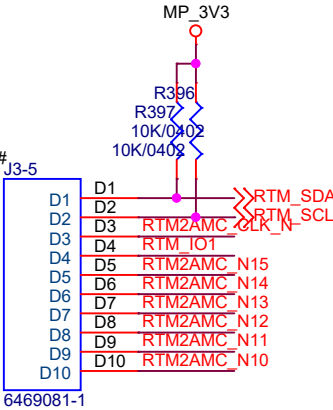 MP_3V3
R396
R397
10K/0402
10K/0402
#
J3-5
D1 D1 RTM_SDA
D2 D2 RTM_SCL
D3 D3 RTM2AMC_CLK_N
D4 D4 RTM_IO1
D5 D5 RTM2AMC_N15
D6 D6 RTM2AMC_N14
D7 D7 RTM2AMC_N13
D8 D8 RTM2AMC_N12
D9 D9 RTM2AMC_N11
D10 D10 RTM2AMC_N10
6469081-1